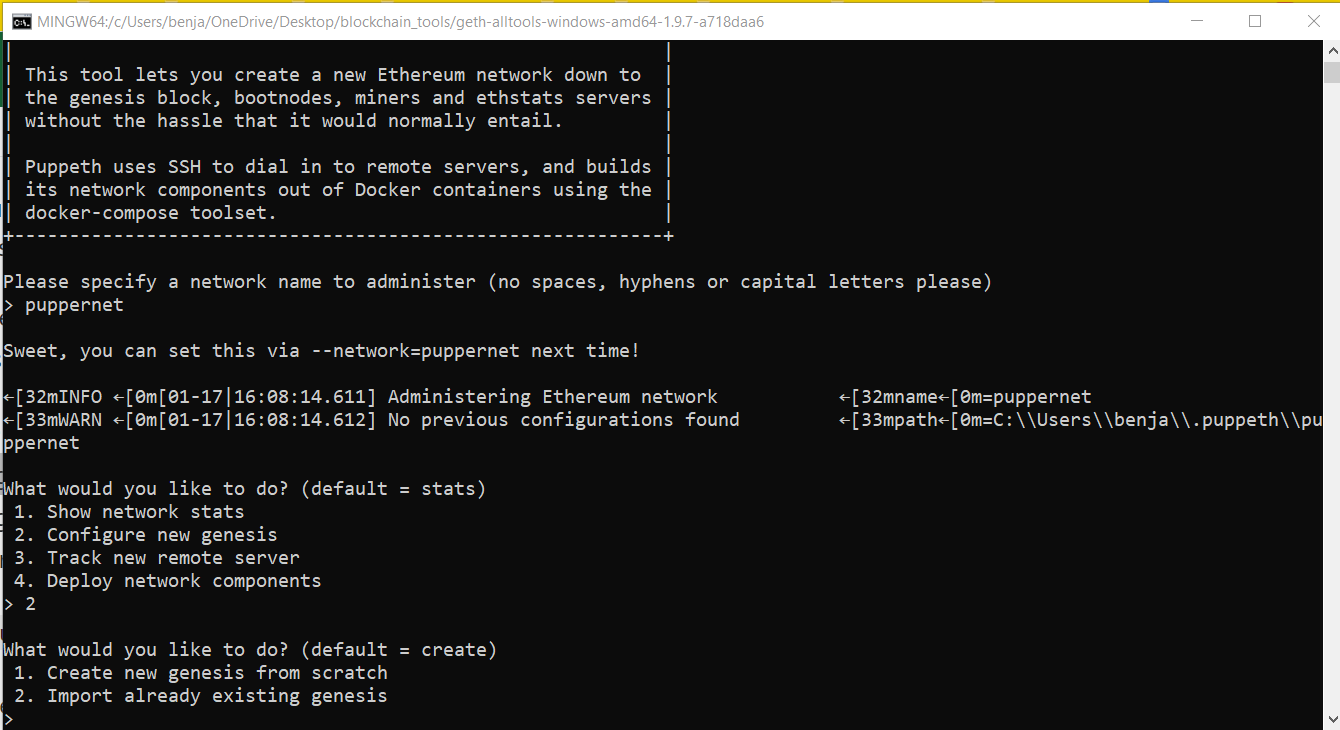 MINGW64:/c/Users/benja/OneDrive/Desktop/blockchain_tools/geth-alltools-windows-amd64-1.9.7-a718daa6
|                                                           |
| This tool lets you create a new Ethereum network down to  |
| the genesis block, bootnodes, miners and ethstats servers |
| without the hassle that it would normally entail.         |
|                                                           |
| Puppeth uses SSH to dial in to remote servers, and builds |
| its network components out of Docker containers using the |
| docker-compose toolset.                                   |
+-----------------------------------------------------------+
Please specify a network name to administer (no spaces, hyphens or capital letters please)
> puppernet
Sweet, you can set this via --network=puppernet next time!
←[32mINFO ←[0m[01-17|16:08:14.611] Administering Ethereum network           ←[32mname←[0m=puppernet
←[33mWARN ←[0m[01-17|16:08:14.612] No previous configurations found         ←[33mpath←[0m=C:\\Users\\benja\\.puppeth\\pu
ppernet
What would you like to do? (default = stats)
 1. Show network stats
 2. Configure new genesis
 3. Track new remote server
 4. Deploy network components
> 2
What would you like to do? (default = create)
 1. Create new genesis from scratch
 2. Import already existing genesis
>